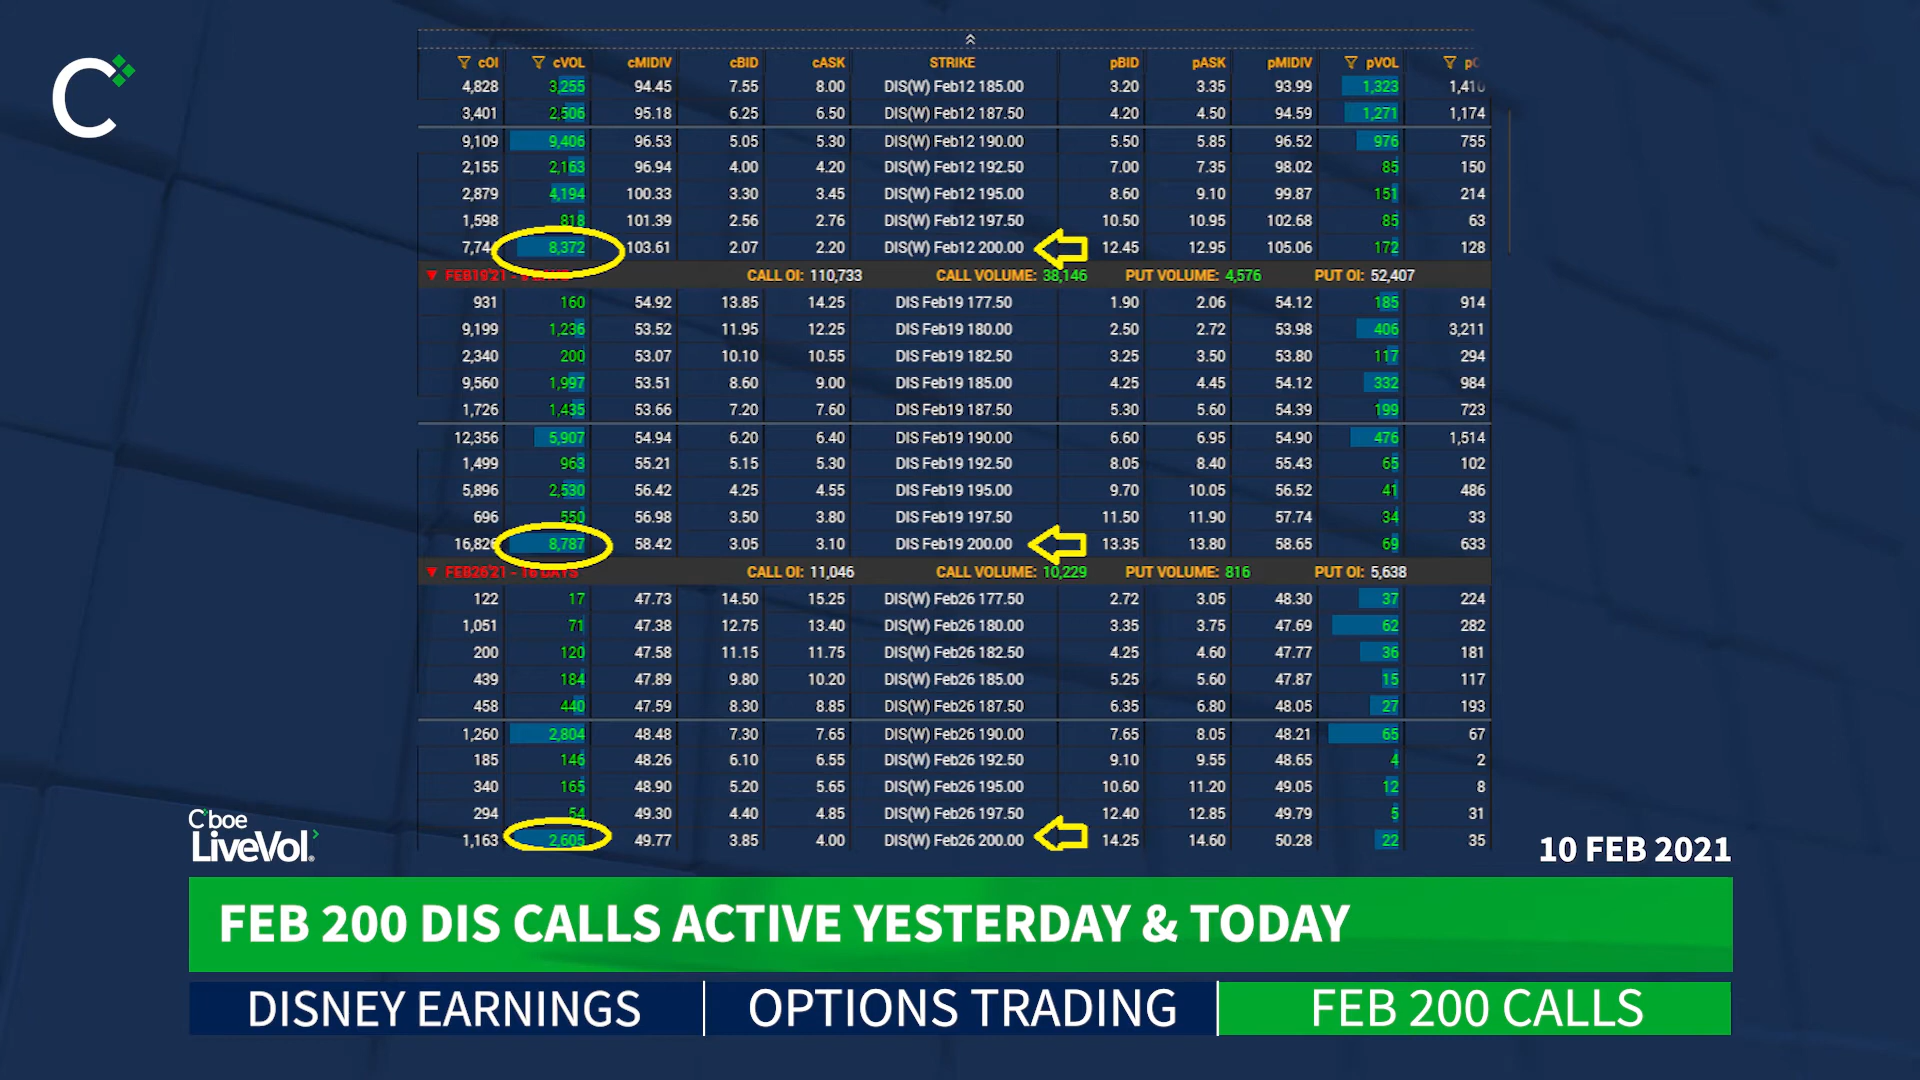 cOI cVOL cMIDIV cBID cASK STRIKE pBID pASK pMIDIV pVOL
4,828 3,255 94.45 7.55 8.00 DIS(W) Feb12 185.00 3.20 3.35 93.99 1,323 1,410
3,401 2,506 95.18 6.25 6.50 DIS(W) Feb12 187.50 4.20 4.50 94.59 1,271 1,174
9,109 9,406 96.53 5.05 5.30 DIS(W) Feb12 190.00 5.50 5.85 96.52 976 755
2,155 2,163 96.94 4.00 4.20 DIS(W) Feb12 192.50 7.00 7.35 98.02 85 150
2,879 4,194 100.33 3.30 3.45 DIS(W) Feb12 195.00 8.60 9.10 99.87 151 214
1,598 818 101.39 2.56 2.76 DIS(W) Feb12 197.50 10.50 10.95 102.68 85 63
8,372 103.61 2.07 2.20 DIS(W) Feb12 200.00 12.45 12.95 105.06 172 128
FEB19'21 - CALL OI: 110,733 CALL VOLUME: 38,146 PUT VOLUME: 4,576 PUT OI: 52,407
931 160 54.92 13.85 14.25 DIS Feb19 177.50 1.90 2.06 54.12 185 914
9,199 1,236 53.52 11.95 12.25 DIS Feb19 180.00 2.50 2.72 53.98 406 3,211
2,340 200 53.07 10.10 10.55 DIS Feb19 182.50 3.25 3.50 53.80 117 294
9,560 1,997 53.51 8.60 9.00 DIS Feb19 185.00 4.25 4.45 54.12 332 984
1,726 1,435 53.66 7.20 7.60 DIS Feb19 187.50 5.30 5.60 54.39 199 723
12,356 5,907 54.94 6.20 6.40 DIS Feb19 190.00 6.60 6.95 54.90 476 1,514
1,499 963 55.21 5.15 5.30 DIS Feb19 192.50 8.05 8.40 55.43 65 102
5,896 2,530 56.42 4.25 4.55 DIS Feb19 195.00 9.70 10.05 56.52 41 486
696 550 56.98 3.50 3.80 DIS Feb19 197.50 11.50 11.90 57.74 34 33
16,826 8,787 58.42 3.05 3.10 DIS Feb19 200.00 13.35 13.80 58.65 69 633
FEB26'21 - 16 DAYS CALL OI: 11,046 CALL VOLUME: 10,229 PUT VOLUME: 816 PUT OI: 5,638
122 17 47.73 14.50 15.25 DIS(W) Feb26 177.50 2.72 3.05 48.30 37 224
1,051 71 47.38 12.75 13.40 DIS(W) Feb26 180.00 3.35 3.75 47.69 62 282
200 120 47.58 11.15 11.75 DIS(W) Feb26 182.50 4.25 4.60 47.77 36 181
439 184 47.89 9.80 10.20 DIS(W) Feb26 185.00 5.25 5.60 47.87 15 117
458 440 47.59 8.30 8.85 DIS(W) Feb26 187.50 6.35 6.80 48.05 27 193
1,260 2,804 48.48 7.30 7.65 DIS(W) Feb26 190.00 7.65 8.05 48.21 65 67
185 146 48.26 6.10 6.55 DIS(W) Feb26 192.50 9.10 9.55 48.65 4 2
340 165 48.90 5.20 5.65 DIS(W) Feb26 195.00 10.60 11.20 49.05 12 8
294 54 49.30 4.40 4.85 DIS(W) Feb26 197.50 12.40 12.85 49.79 5 31
1,163 2,605 49.77 3.85 4.00 DIS(W) Feb26 200.00 14.25 14.60 50.28 22 35
Cboe
LiveVol.
10 FEB 2021
FEB 200 DIS CALLS ACTIVE YESTERDAY & TODAY
DISNEY EARNINGS
OPTIONS TRADING
FEB 200 CALLS